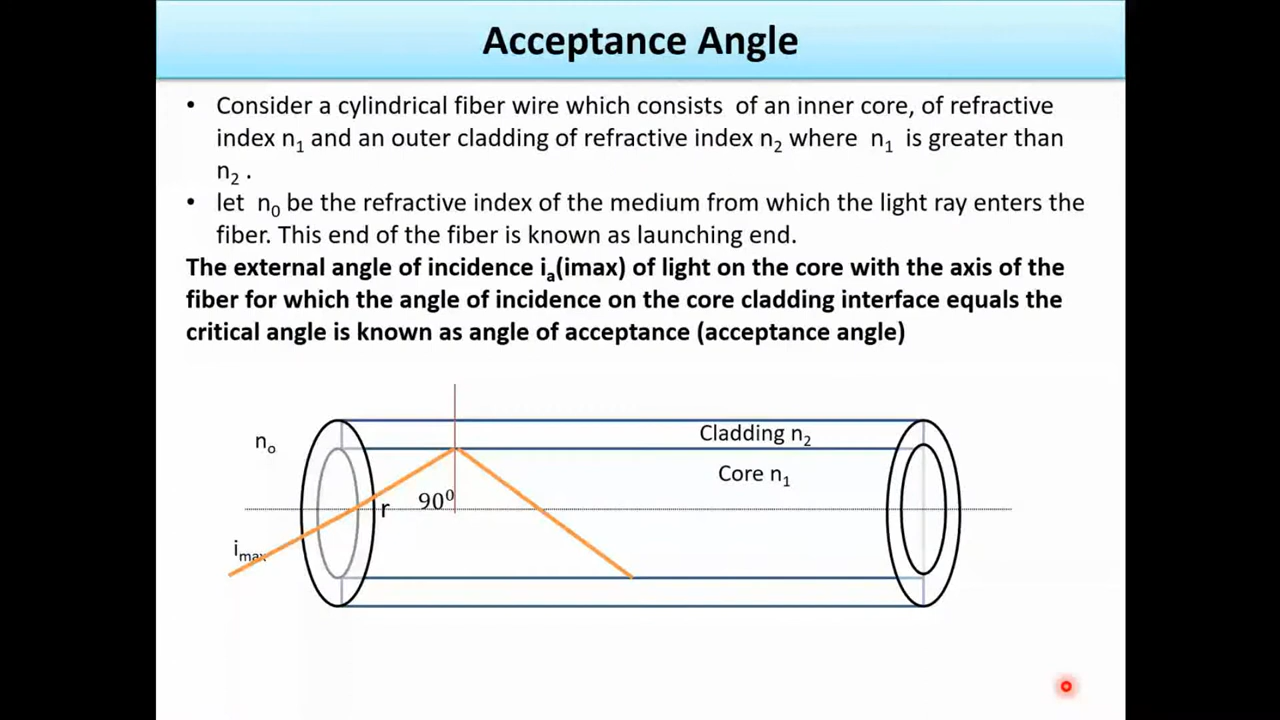 Acceptance Angle
• Consider a cylindrical fiber wire which consists of an inner core, of refractive
index n₁ and an outer cladding of refractive index n₂ where n₁ is greater than
n₂ .
• let n₀ be the refractive index of the medium from which the light ray enters the
fiber. This end of the fiber is known as launching end.
The external angle of incidence iₐ(imax) of light on the core with the axis of the
fiber for which the angle of incidence on the core cladding interface equals the
critical angle is known as angle of acceptance (acceptance angle)
Cladding n₂
nₒ
Core n₁
90⁰
r
iₘₐₓ